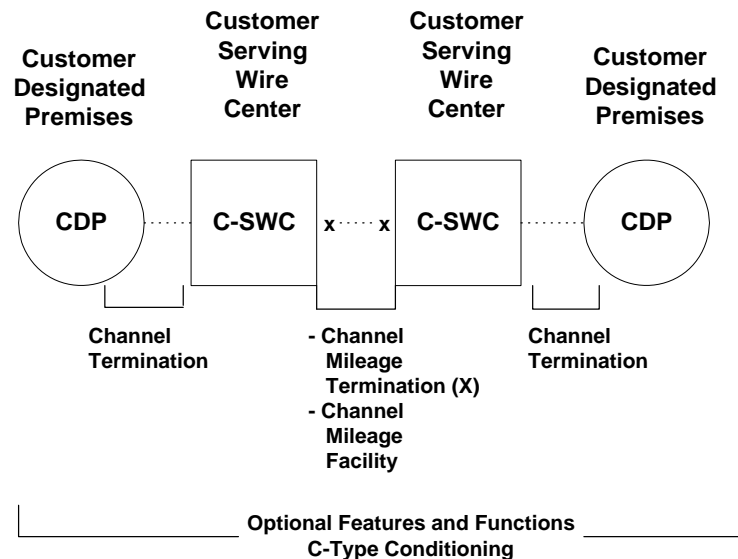 Customer
Designated
Premises
Customer
Serving
Wire
Center
Customer
Serving
Wire
Center
Customer
Designated
Premises
CDP
C-SWC
x
x
C-SWC
CDP
Channel
Termination
- Channel
Mileage
Termination (X)
- Channel
Mileage
Facility
Channel
Termination
Optional Features and Functions
C-Type Conditioning